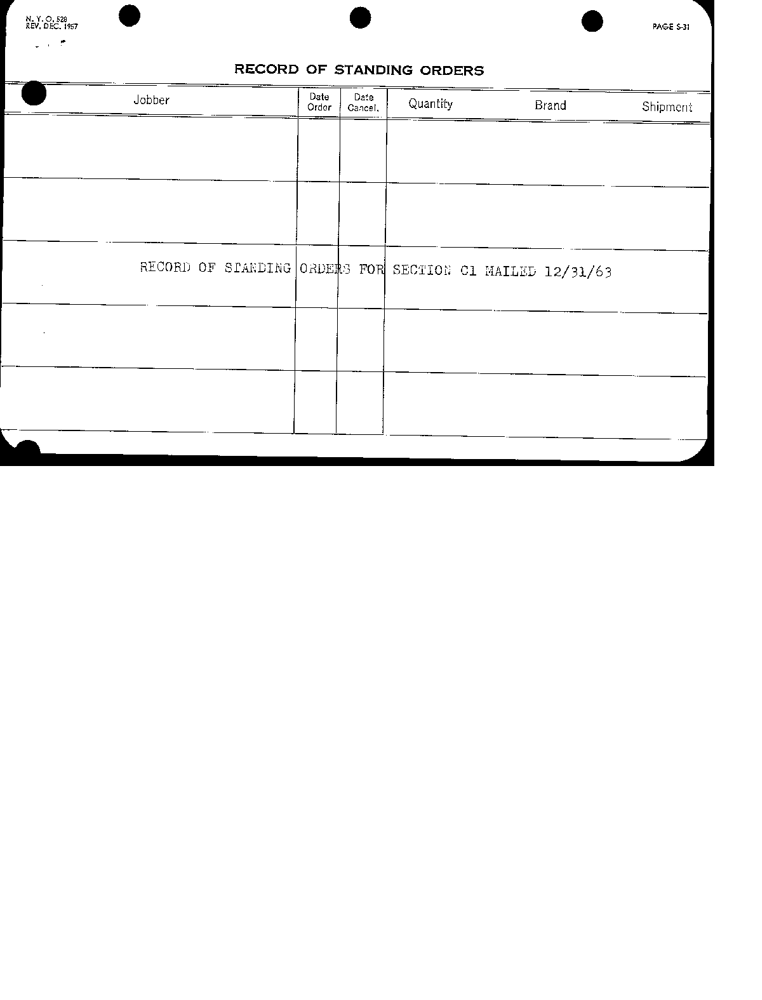 N. Y. O. 528
REV. DEC. 1957
PAGE S-31
RECORD OF STANDING ORDERS
Jobber
Date Order
Date Cancel.
Quantity
Brand
Shipment
RECORD OF STANDING ORDERS FOR SECTION C1 MAILED 12/31/63